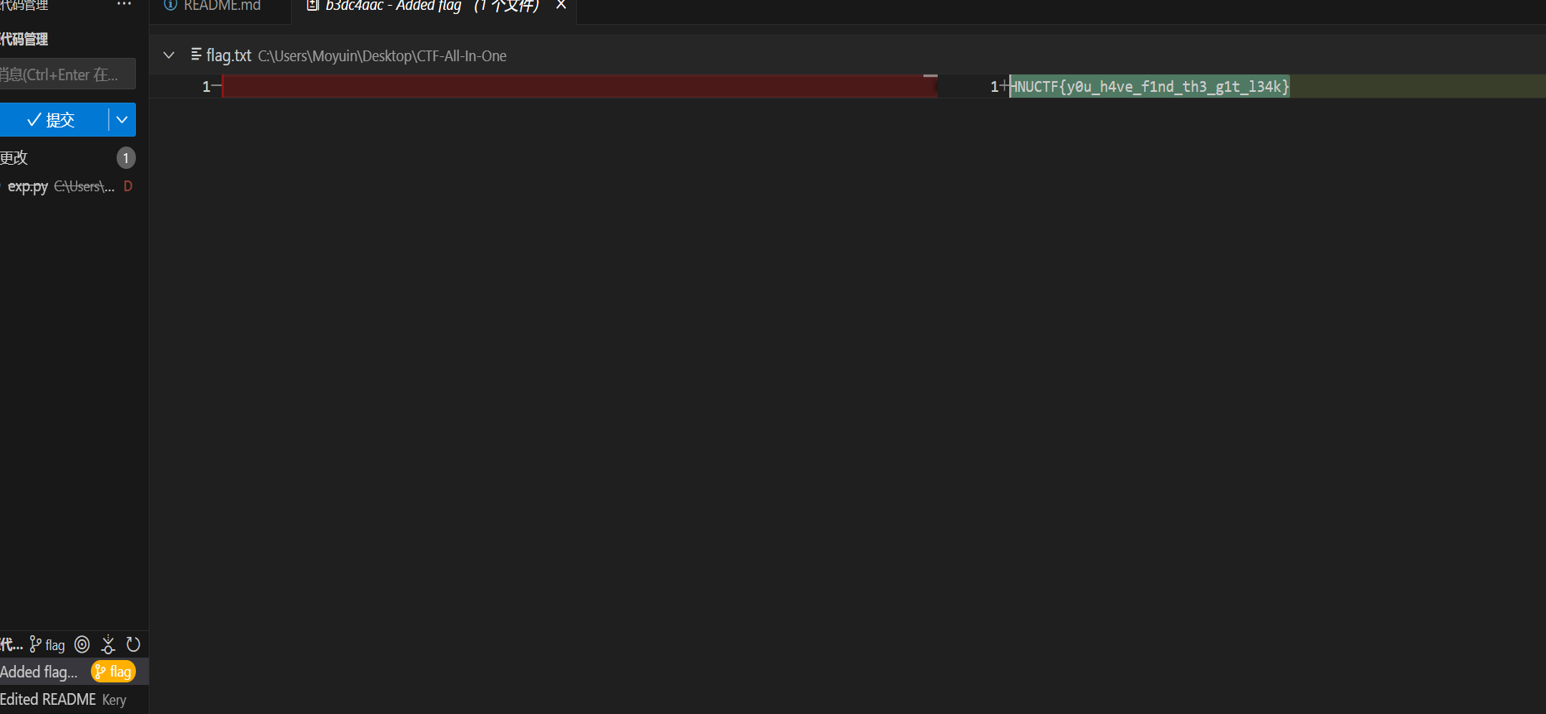 代码管理 ···
README.md
b3dc4aac - Added flag (1 个文件) ×
代码管理
flag.txt C:\Users\Moyuin\Desktop\CTF-All-In-One
消息(Ctrl+Enter 在...
1−
1+HNUCTF{y0u_h4ve_f1nd_th3_g1t_l34k}
提交
更改 1
exp.py C:\Users\... D
代... flag
Added flag... flag
Edited README Kery